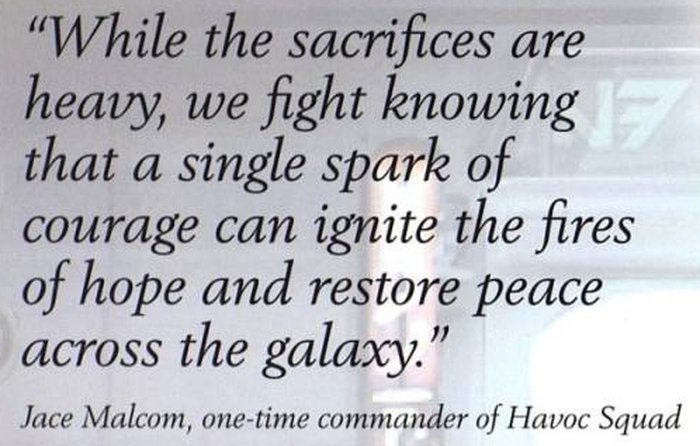 “While the sacrifices are
heavy, we fight knowing
that a single spark of
courage can ignite the fires
of hope and restore peace
across the galaxy.”
Jace Malcom, one-time commander of Havoc Squad